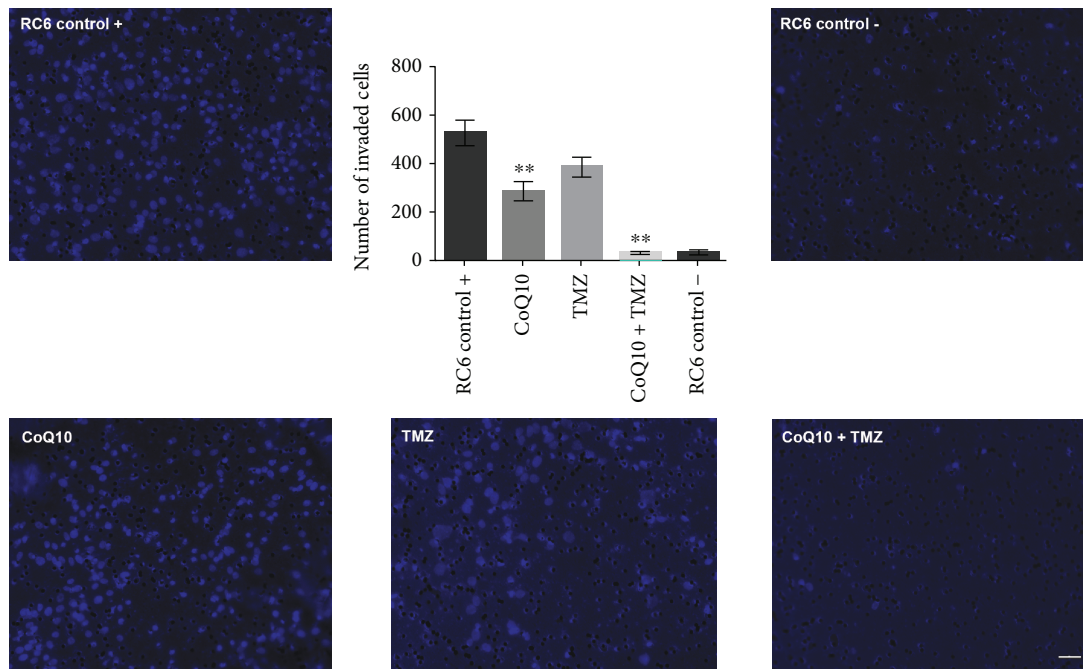 RC6 control +
RC6 control -
Number of invaded cells
800
600
400
200
0
**
**
RC6 control +
CoQ10
TMZ
CoQ10 + TMZ
RC6 control −
CoQ10
TMZ
CoQ10 + TMZ